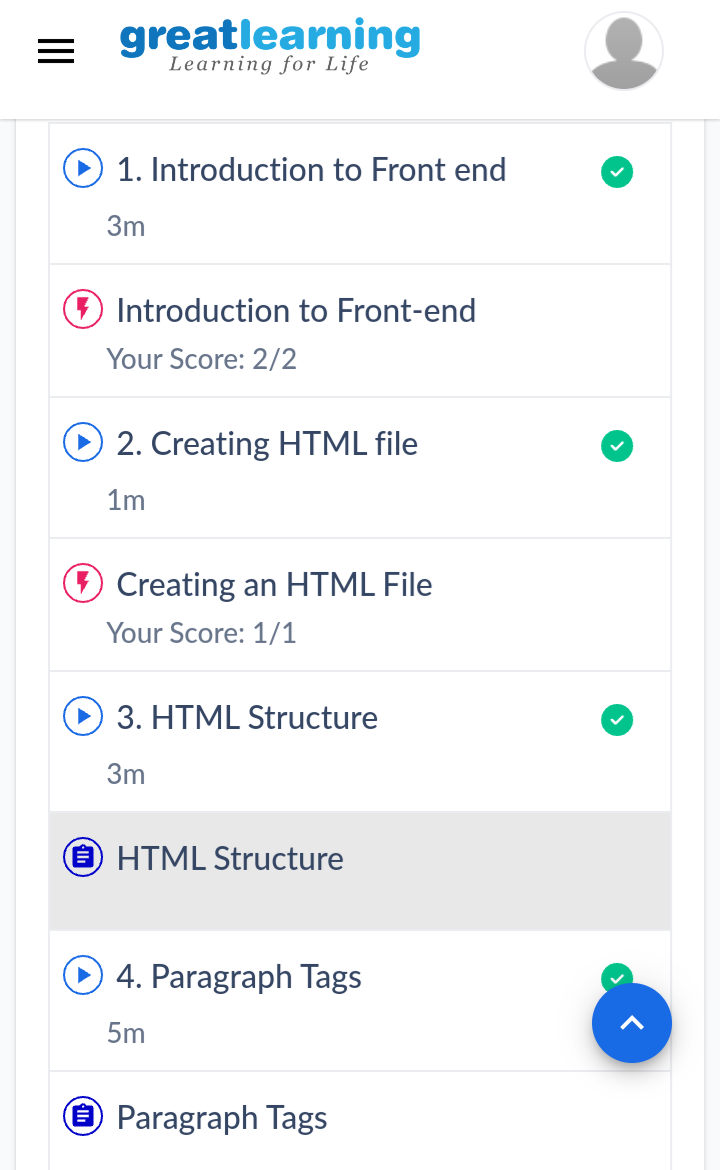 greatlearning
Learning for Life
1. Introduction to Front end
3m
Introduction to Front-end
Your Score: 2/2
2. Creating HTML file
1m
Creating an HTML File
Your Score: 1/1
3. HTML Structure
3m
HTML Structure
4. Paragraph Tags
5m
Paragraph Tags